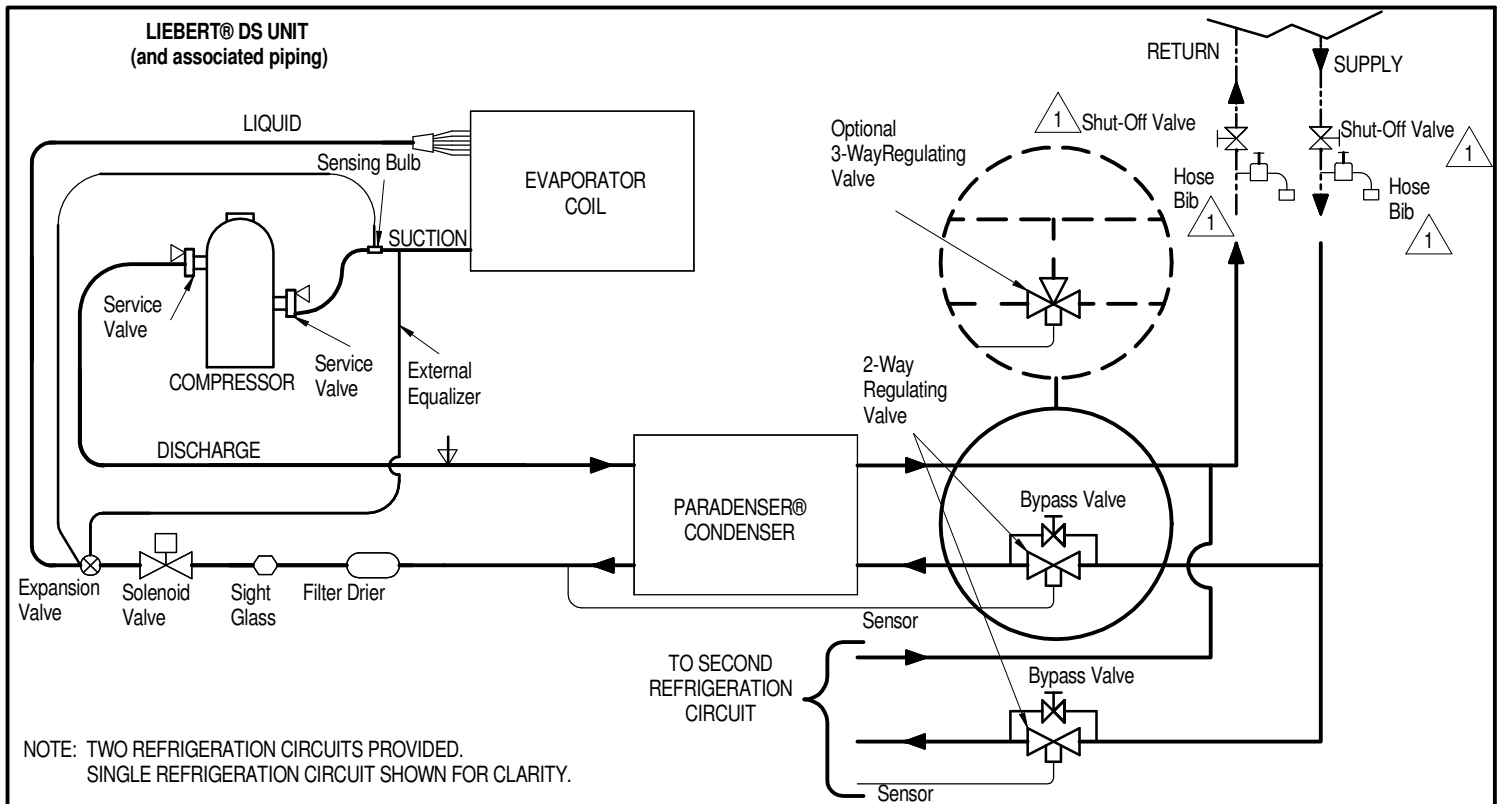 LIEBERT® DS UNIT
(and associated piping)
RETURN
SUPPLY
LIQUID
Sensing Bulb
EVAPORATOR
COIL
SUCTION
Optional
3-WayRegulating
Valve
1
Shut-Off Valve
Shut-Off Valve
1
Hose
Bib
1
Hose
Bib
1
Service
Valve
COMPRESSOR
Service
Valve
External
Equalizer
2-Way
Regulating
Valve
DISCHARGE
PARADENSER®
CONDENSER
Bypass Valve
Expansion
Valve
Solenoid
Valve
Sight
Glass
Filter Drier
Sensor
TO SECOND
REFRIGERATION
CIRCUIT
Bypass Valve
Sensor
NOTE: TWO REFRIGERATION CIRCUITS PROVIDED.
SINGLE REFRIGERATION CIRCUIT SHOWN FOR CLARITY.